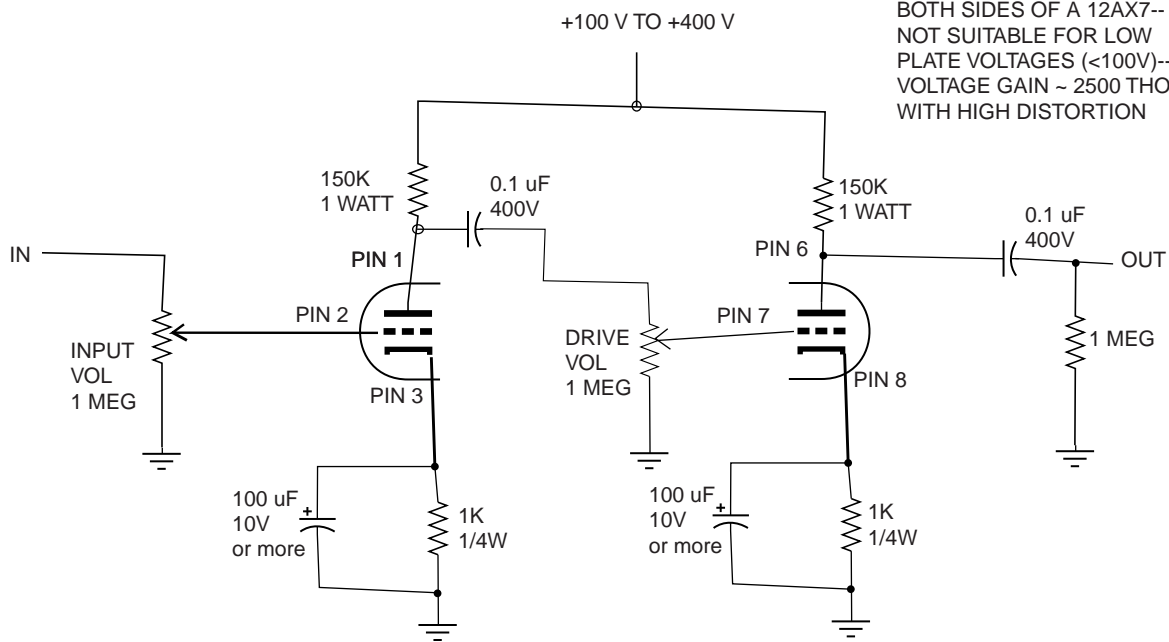 +100 V TO +400 V
BOTH SIDES OF A 12AX7--
NOT SUITABLE FOR LOW
PLATE VOLTAGES (<100V)--
VOLTAGE GAIN ~ 2500
WITH HIGH DISTORTION
150K
1 WATT
0.1 uF
400V
150K
1 WATT
0.1 uF
400V
IN
PIN 1
PIN 6
OUT
PIN 2
PIN 7
INPUT
VOL
1 MEG
DRIVE
VOL
1 MEG
1 MEG
PIN 3
PIN 8
100 uF
10V
or more
+
1K
1/4W
100 uF
10V
or more
+
1K
1/4W